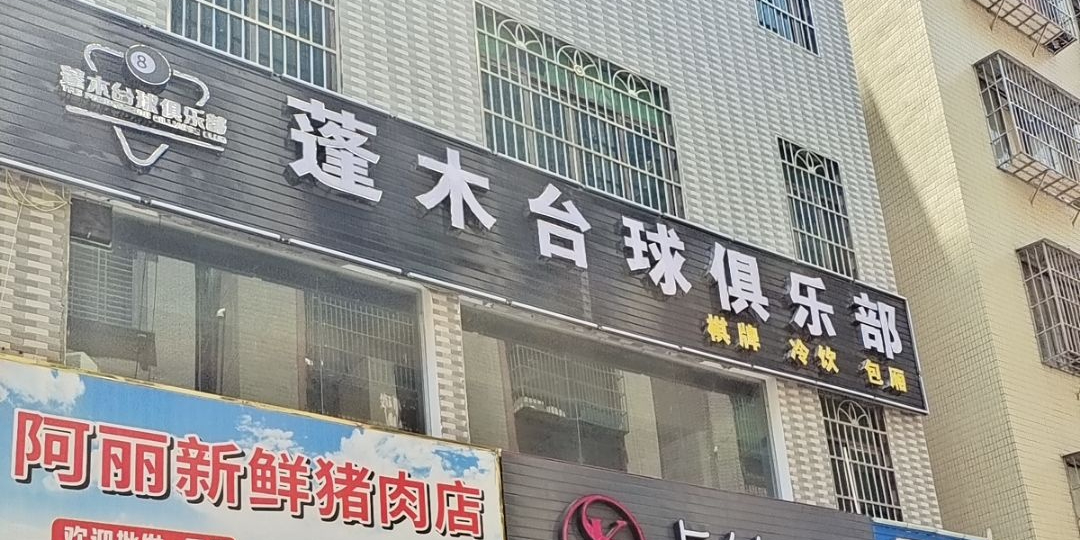 8
蓬木台球俱乐部
蓬木台球俱乐部
棋牌 冷饮 包厢
阿丽新鲜猪肉店